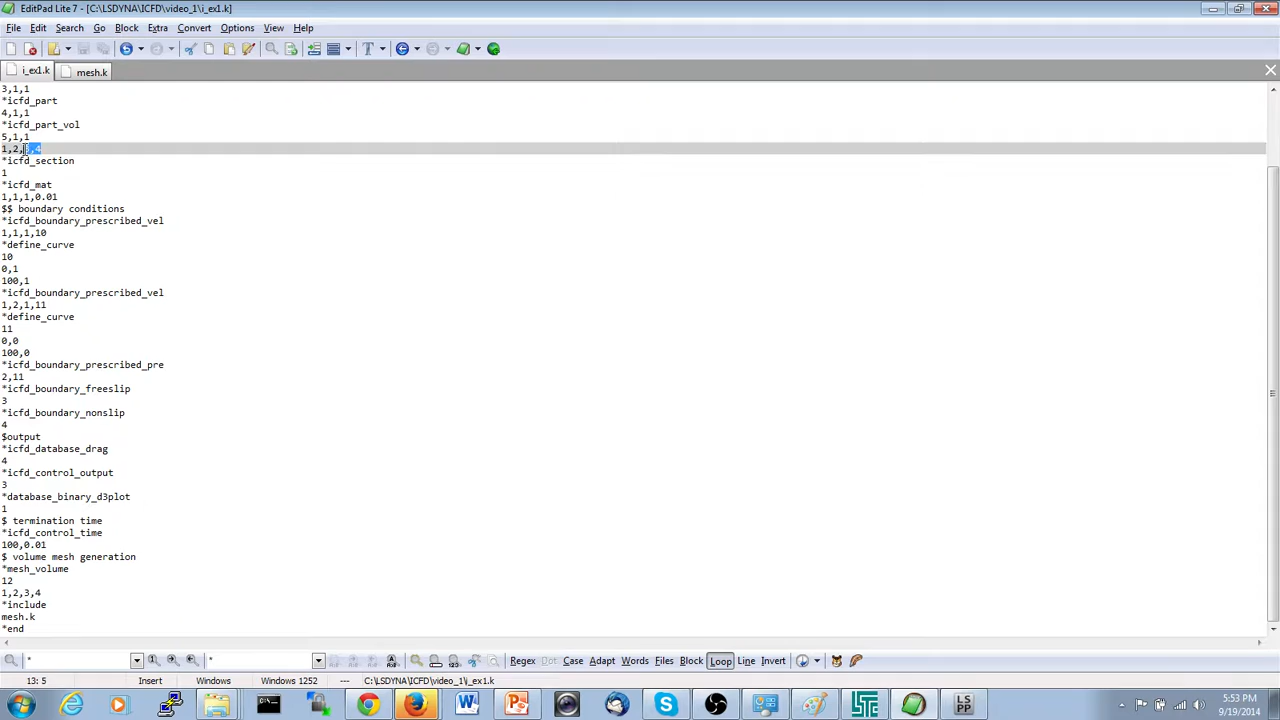 EditPad Lite 7 - [C:\LSDYNA\ICFD\video_1\i_ex1.k]
File Edit Search Go Block Extra Convert Options View Help
i_ex1.k mesh.k
3,1,1
*icfd_part
4,1,1
*icfd_part_vol
5,1,1
1,2,3,4
*icfd_section
1
*icfd_mat
1,1,1,0.01
$$ boundary conditions
*icfd_boundary_prescribed_vel
1,1,1,10
*define_curve
10
0,1
100,1
*icfd_boundary_prescribed_vel
1,2,1,11
*define_curve
11
0,0
100,0
*icfd_boundary_prescribed_pre
2,11
*icfd_boundary_freeslip
3
*icfd_boundary_nonslip
4
$output
*icfd_database_drag
4
*icfd_control_output
3
*database_binary_d3plot
1
$ termination time
*icfd_control_time
100,0.01
$ volume mesh generation
*mesh_volume
12
1,2,3,4
*include
mesh.k
*end
* * Regex Dot Case Adapt Words Files Block Loop Line Invert
13: 5 Insert Windows Windows 1252 --- C:\LSDYNA\ICFD\video_1\i_ex1.k
5:53 PM
9/19/2014